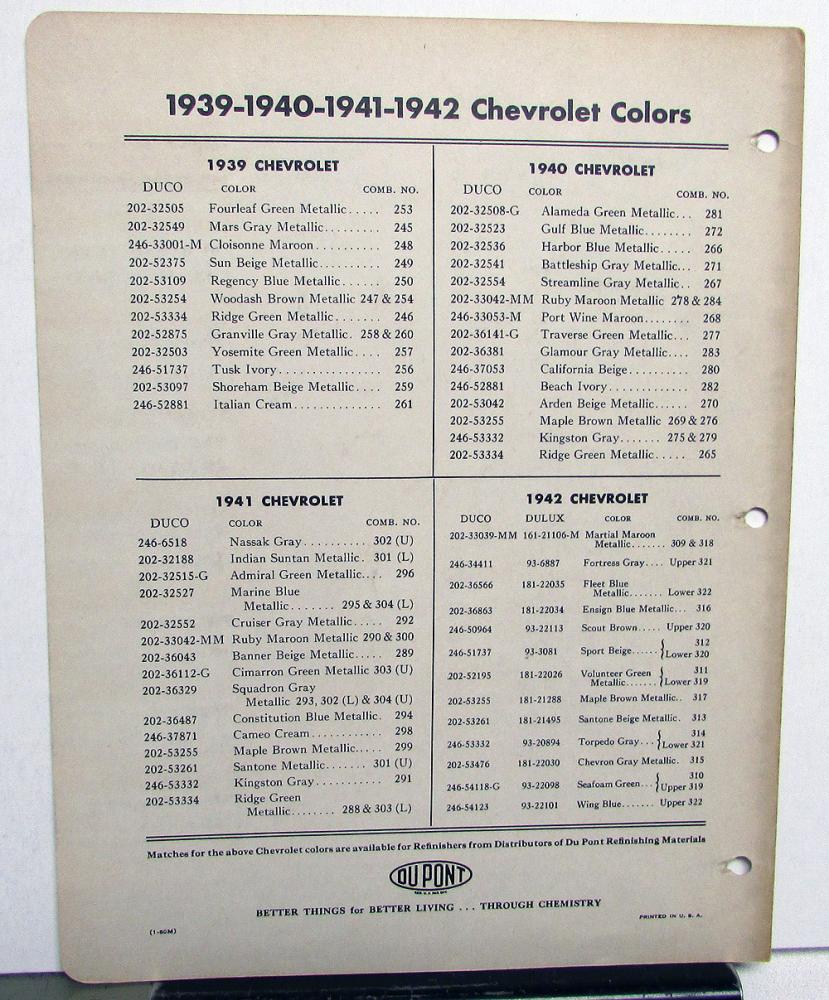 1939-1940-1941-1942 Chevrolet Colors
1939 CHEVROLET
DUCO COLOR COMB. NO.
202-32505 Fourleaf Green Metallic..... 253
202-32549 Mars Gray Metallic......... 245
246-33001-M Cloisonne Maroon.......... 248
202-52375 Sun Beige Metallic.......... 249
202-53109 Regency Blue Metallic...... 250
202-53254 Woodash Brown Metallic 247 & 254
202-53334 Ridge Green Metallic....... 246
202-52875 Granville Gray Metallic. 258 & 260
202-32503 Yosemite Green Metallic.... 257
246-51737 Tusk Ivory............... 256
202-53097 Shoreham Beige Metallic.... 259
246-52881 Italian Cream............. 261
1940 CHEVROLET
DUCO COLOR COMB. NO.
202-32508-G Alameda Green Metallic... 281
202-32523 Gulf Blue Metallic........ 272
202-32536 Harbor Blue Metallic..... 266
202-32541 Battleship Gray Metallic... 271
202-32554 Streamline Gray Metallic.. 267
202-33042-MM Ruby Maroon Metallic 278 & 284
246-33053-M Port Wine Maroon........ 268
202-36141-G Traverse Green Metallic... 277
202-36381 Glamour Gray Metallic.... 283
246-37053 California Beige.......... 280
246-52881 Beach Ivory............. 282
202-53042 Arden Beige Metallic...... 270
202-53255 Maple Brown Metallic 269 & 276
246-53332 Kingston Gray....... 275 & 279
202-53334 Ridge Green Metallic..... 265
1941 CHEVROLET
DUCO COLOR COMB. NO.
246-6518 Nassak Gray.......... 302 (U)
202-32188 Indian Suntan Metallic. 301 (L)
202-32515-G Admiral Green Metallic.... 296
202-32527 Marine Blue
Metallic....... 295 & 304 (L)
202-32552 Cruiser Gray Metallic..... 292
202-33042-MM Ruby Maroon Metallic 290 & 300
202-36043 Banner Beige Metallic..... 289
202-36112-G Cimarron Green Metallic 303 (U)
202-36329 Squadron Gray
Metallic 293, 302 (L) & 304 (U)
202-36487 Constitution Blue Metallic. 294
246-37871 Cameo Cream............ 298
202-53255 Maple Brown Metallic..... 299
202-53261 Santone Metallic....... 301 (U)
246-53332 Kingston Gray........... 291
202-53334 Ridge Green
Metallic........ 288 & 303 (L)
1942 CHEVROLET
DUCO DULUX COLOR COMB. NO.
202-33039-MM 161-21106-M Martial Maroon
Metallic....... 309 & 318
246-34411 93-6887 Fortress Gray.... Upper 321
202-36566 181-22035 Fleet Blue
Metallic....... Lower 322
202-36863 181-22034 Ensign Blue Metallic... 316
246-50964 93-22113 Scout Brown..... Upper 320
246-51737 93-3081 Sport Beige...... { 312
Lower 320
202-52195 181-22026 Volunteer Green { 311
Metallic..... Lower 319
202-53255 181-21288 Maple Brown Metallic.. 317
202-53261 181-21495 Santone Beige Metallic. 313
246-53332 93-20894 Torpedo Gray... { 314
Lower 321
202-53476 181-22030 Chevron Gray Metallic. 315
246-54118-G 93-22098 Seafoam Green... { 310
Upper 319
246-54123 93-22101 Wing Blue....... Upper 322
Matches for the above Chevrolet colors are available for Refinishers from Distributors of Du Pont Refinishing Materials
DU PONT
BETTER THINGS for BETTER LIVING ... THROUGH CHEMISTRY
PRINTED IN U. S. A.
(1-60M)